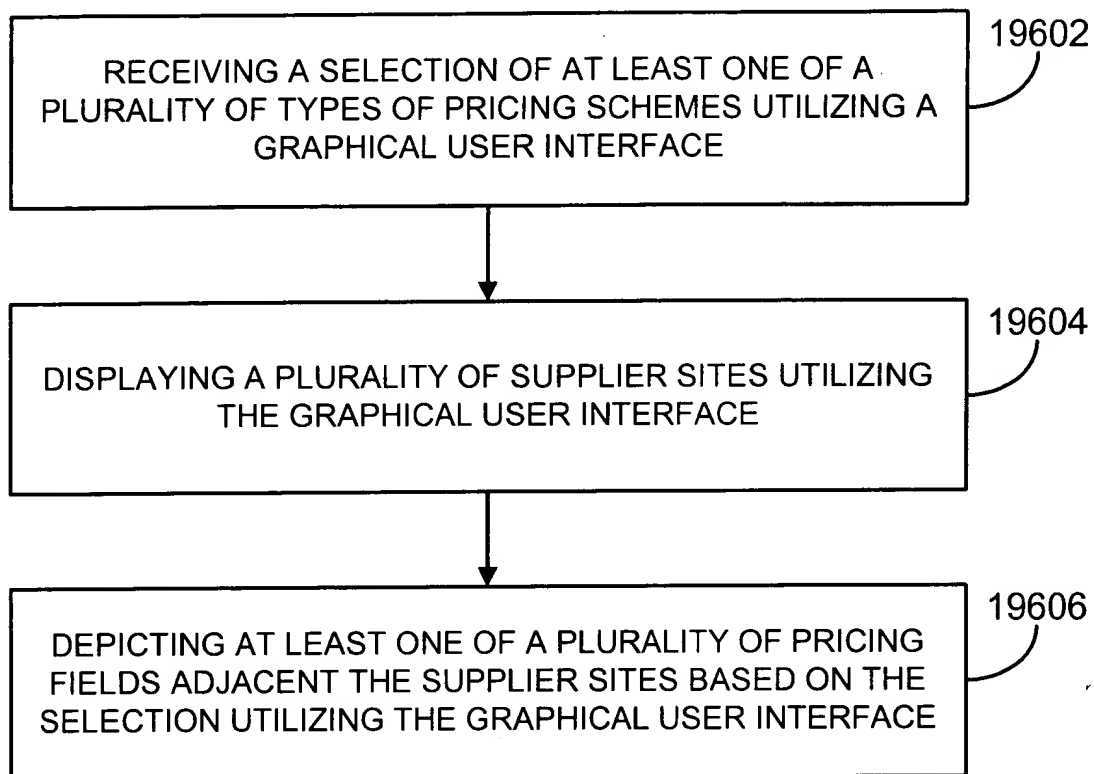 19602
RECEIVING A SELECTION OF AT LEAST ONE OF A
PLURALITY OF TYPES OF PRICING SCHEMES UTILIZING A
GRAPHICAL USER INTERFACE
19604
DISPLAYING A PLURALITY OF SUPPLIER SITES UTILIZING
THE GRAPHICAL USER INTERFACE
19606
DEPICTING AT LEAST ONE OF A PLURALITY OF PRICING
FIELDS ADJACENT THE SUPPLIER SITES BASED ON THE
SELECTION UTILIZING THE GRAPHICAL USER INTERFACE